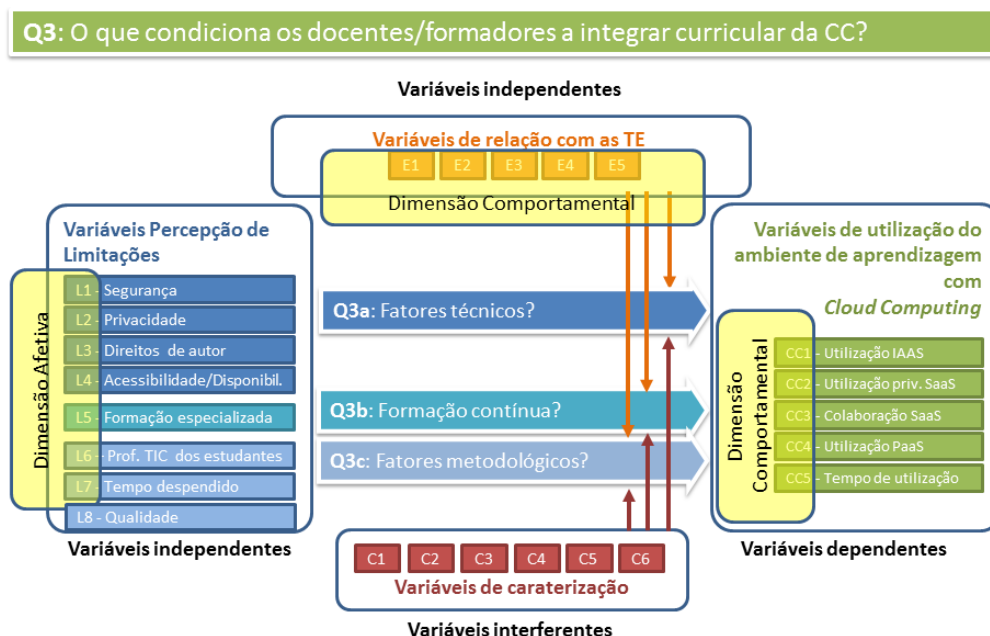 Q3: O que condiciona os docentes/formadores a integrar curricular da CC?
Variáveis independentes
Variáveis de relação com as TE
E1 E2 E3 E4 E5
Dimensão Comportamental
Variáveis Percepção de
Limitações
L1 - Segurança
L2 - Privacidade
L3 - Direitos de autor
L4 - Acessibilidade/Disponibil.
L5 - Formação especializada
L6 - Prof. TIC dos estudantes
L7 - Tempo despendido
L8 - Qualidade
Dimensão Afetiva
Variáveis independentes
Q3a: Fatores técnicos?
Q3b: Formação contínua?
Q3c: Fatores metodológicos?
Variáveis de utilização do
ambiente de aprendizagem
com
Cloud Computing
Dimensão
Comportamental
CC1 - Utilização IAAS
CC2 - Utilização priv. SaaS
CC3 - Colaboração SaaS
CC4 - Utilização PaaS
CC5 - Tempo de utilização
Variáveis dependentes
C1 C2 C3 C4 C5 C6
Variáveis de caraterização
Variáveis interferentes